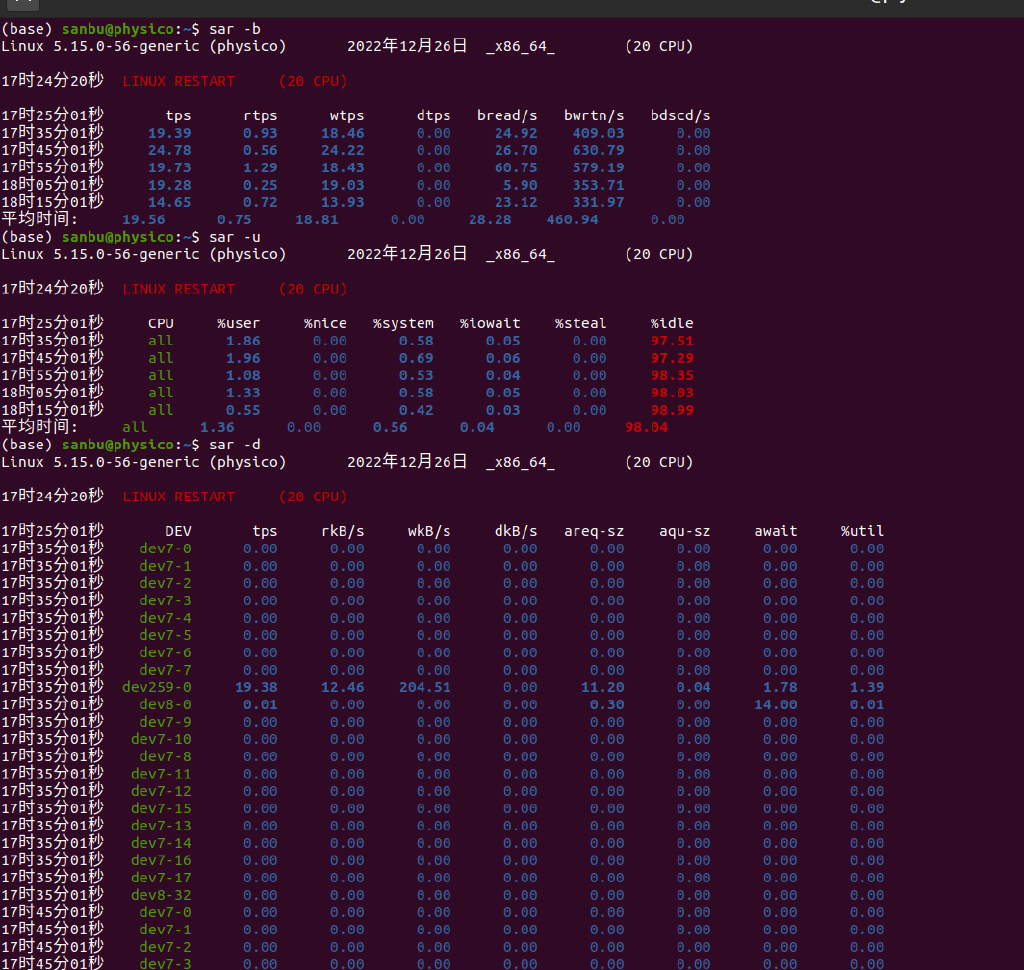 (base) sanbu@physico:~$ sar -b
Linux 5.15.0-56-generic (physico) 2022年12月26日 _x86_64_ (20 CPU)
17时24分20秒 LINUX RESTART (20 CPU)
17时25分01秒 tps rtps wtps dtps bread/s bwrtn/s bdscd/s
17时35分01秒 19.39 0.93 18.46 0.00 24.92 409.03 0.00
17时45分01秒 24.78 0.56 24.22 0.00 26.70 630.79 0.00
17时55分01秒 19.73 1.29 18.43 0.00 60.75 579.19 0.00
18时05分01秒 19.28 0.25 19.03 0.00 5.90 353.71 0.00
18时15分01秒 14.65 0.72 13.93 0.00 23.12 331.97 0.00
平均时间: 19.56 0.75 18.81 0.00 28.28 460.94 0.00
(base) sanbu@physico:~$ sar -u
Linux 5.15.0-56-generic (physico) 2022年12月26日 _x86_64_ (20 CPU)
17时24分20秒 LINUX RESTART (20 CPU)
17时25分01秒 CPU %user %nice %system %iowait %steal %idle
17时35分01秒 all 1.86 0.00 0.58 0.05 0.00 97.51
17时45分01秒 all 1.96 0.00 0.69 0.06 0.00 97.29
17时55分01秒 all 1.08 0.00 0.53 0.04 0.00 98.35
18时05分01秒 all 1.33 0.00 0.58 0.05 0.00 98.03
18时15分01秒 all 0.55 0.00 0.42 0.03 0.00 98.99
平均时间: all 1.36 0.00 0.56 0.04 0.00 98.04
(base) sanbu@physico:~$ sar -d
Linux 5.15.0-56-generic (physico) 2022年12月26日 _x86_64_ (20 CPU)
17时24分20秒 LINUX RESTART (20 CPU)
17时25分01秒 DEV tps rkB/s wkB/s dkB/s areq-sz aqu-sz await %util
17时35分01秒 dev7-0 0.00 0.00 0.00 0.00 0.00 0.00 0.00 0.00
17时35分01秒 dev7-1 0.00 0.00 0.00 0.00 0.00 0.00 0.00 0.00
17时35分01秒 dev7-2 0.00 0.00 0.00 0.00 0.00 0.00 0.00 0.00
17时35分01秒 dev7-3 0.00 0.00 0.00 0.00 0.00 0.00 0.00 0.00
17时35分01秒 dev7-4 0.00 0.00 0.00 0.00 0.00 0.00 0.00 0.00
17时35分01秒 dev7-5 0.00 0.00 0.00 0.00 0.00 0.00 0.00 0.00
17时35分01秒 dev7-6 0.00 0.00 0.00 0.00 0.00 0.00 0.00 0.00
17时35分01秒 dev7-7 0.00 0.00 0.00 0.00 0.00 0.00 0.00 0.00
17时35分01秒 dev259-0 19.38 12.46 204.51 0.00 11.20 0.04 1.78 1.39
17时35分01秒 dev8-0 0.01 0.00 0.00 0.00 0.30 0.00 14.00 0.01
17时35分01秒 dev7-9 0.00 0.00 0.00 0.00 0.00 0.00 0.00 0.00
17时35分01秒 dev7-10 0.00 0.00 0.00 0.00 0.00 0.00 0.00 0.00
17时35分01秒 dev7-8 0.00 0.00 0.00 0.00 0.00 0.00 0.00 0.00
17时35分01秒 dev7-11 0.00 0.00 0.00 0.00 0.00 0.00 0.00 0.00
17时35分01秒 dev7-12 0.00 0.00 0.00 0.00 0.00 0.00 0.00 0.00
17时35分01秒 dev7-15 0.00 0.00 0.00 0.00 0.00 0.00 0.00 0.00
17时35分01秒 dev7-13 0.00 0.00 0.00 0.00 0.00 0.00 0.00 0.00
17时35分01秒 dev7-14 0.00 0.00 0.00 0.00 0.00 0.00 0.00 0.00
17时35分01秒 dev7-16 0.00 0.00 0.00 0.00 0.00 0.00 0.00 0.00
17时35分01秒 dev7-17 0.00 0.00 0.00 0.00 0.00 0.00 0.00 0.00
17时35分01秒 dev8-32 0.00 0.00 0.00 0.00 0.00 0.00 0.00 0.00
17时45分01秒 dev7-0 0.00 0.00 0.00 0.00 0.00 0.00 0.00 0.00
17时45分01秒 dev7-1 0.00 0.00 0.00 0.00 0.00 0.00 0.00 0.00
17时45分01秒 dev7-2 0.00 0.00 0.00 0.00 0.00 0.00 0.00 0.00
17时45分01秒 dev7-3 0.00 0.00 0.00 0.00 0.00 0.00 0.00 0.00